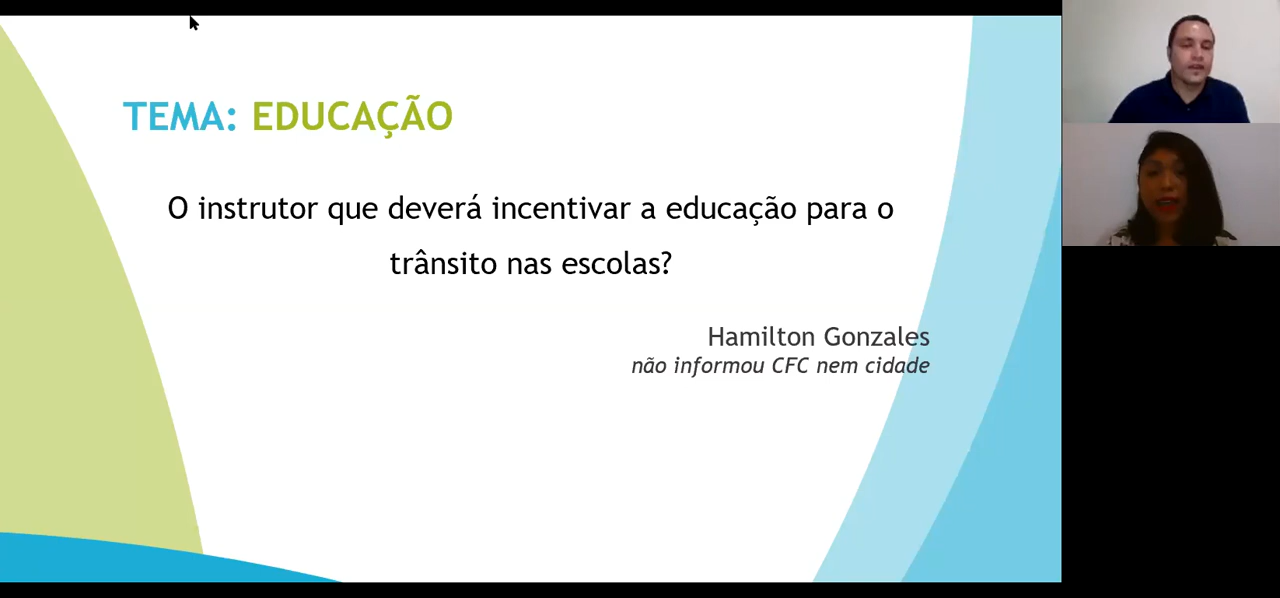 TEMA: EDUCAÇÃO
O instrutor que deverá incentivar a educação para o
trânsito nas escolas?
Hamilton Gonzales
não informou CFC nem cidade